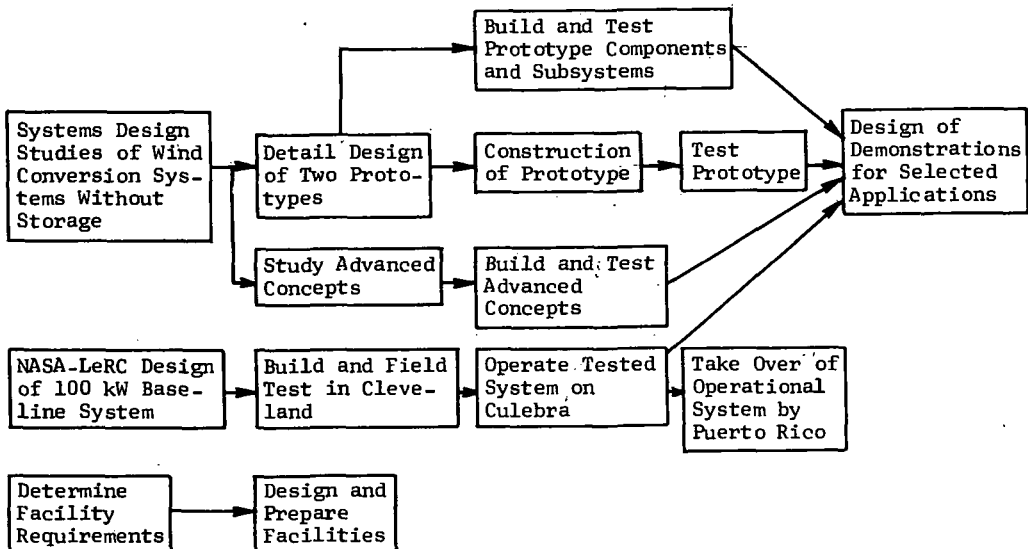 Build and Test
Prototype Components
and Subsystems
Systems Design
Studies of Wind
Conversion Sys-
tems Without
Storage
Detail Design
of Two Proto-
types
Construction
of Prototype
Test
Prototype
Design of
Demonstrations
for Selected
Applications
Study Advanced
Concepts
Build and Test
Advanced
Concepts
NASA-LeRC Design
of 100 kW Base-
line System
Build and Field
Test in Cleve-
land
Operate Tested
System on
Culebra
Take Over of
Operational
System by
Puerto Rico
Determine
Facility
Requirements
Design and
Prepare
Facilities